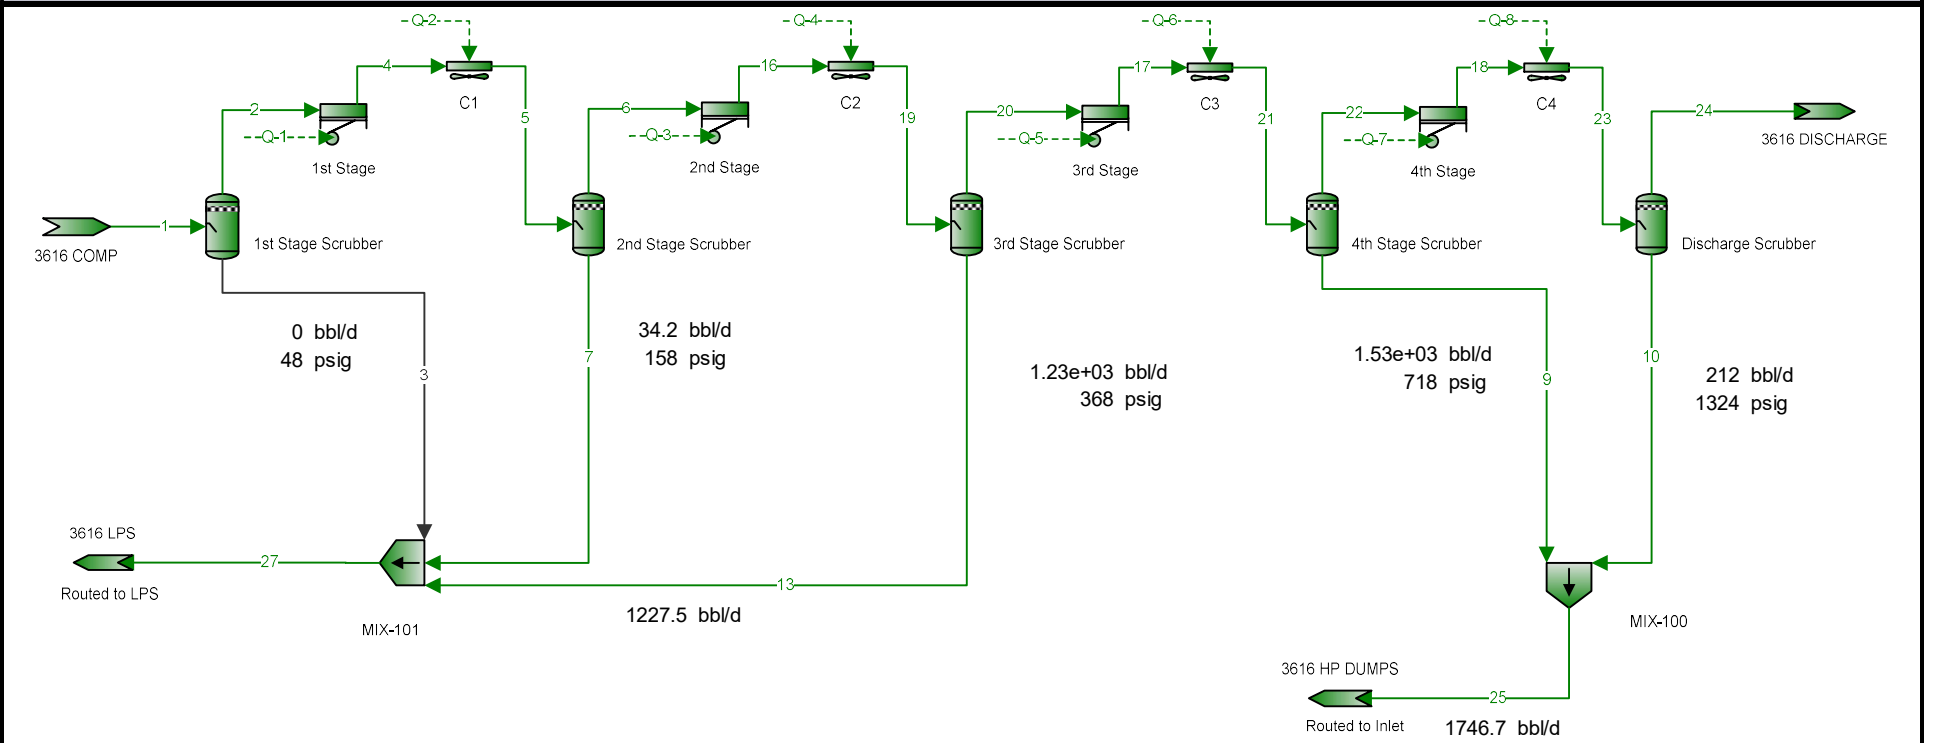 Q-2
Q-4
Q-6
Q-8
4
16
17
18
C1
C2
C3
C4
2
6
20
22
24
5
19
21
23
Q-1
Q-3
Q-5
Q-7
3616 DISCHARGE
1st Stage
2nd Stage
3rd Stage
4th Stage
1
3616 COMP
1st Stage Scrubber
2nd Stage Scrubber
3rd Stage Scrubber
4th Stage Scrubber
Discharge Scrubber
0 bbl/d
48 psig
34.2 bbl/d
158 psig
1.23e+03 bbl/d
368 psig
1.53e+03 bbl/d
718 psig
212 bbl/d
1324 psig
3
7
9
10
3616 LPS
27
Routed to LPS
13
MIX-101
1227.5 bbl/d
MIX-100
3616 HP DUMPS
25
Routed to Inlet
1746.7 bbl/d